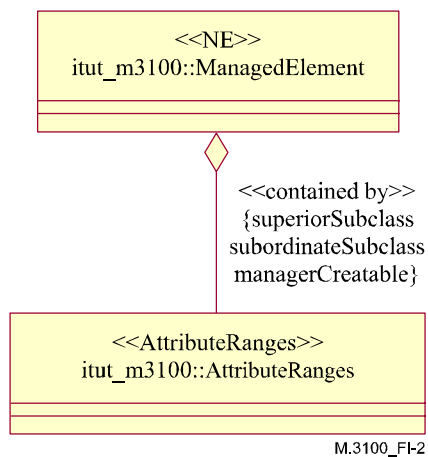 <<NE>>
itut_m3100::ManagedElement
<<contained by>>
{superiorSubclass
subordinateSubclass
managerCreatable}
<<AttributeRanges>>
itut_m3100::AttributeRanges
M.3100_FI-2